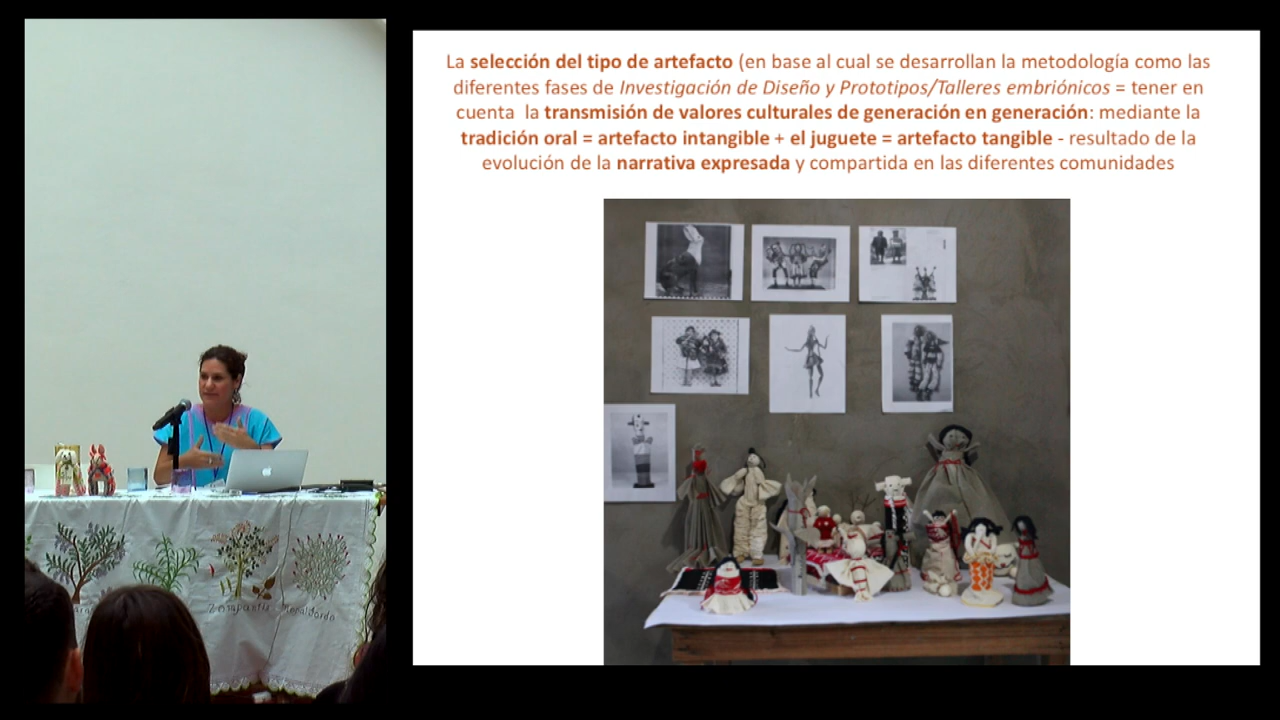 La selección del tipo de artefacto (en base al cual se desarrollan la metodología como las
diferentes fases de Investigación de Diseño y Prototipos/Talleres embriónicos = tener en
cuenta  la transmisión de valores culturales de generación en generación: mediante la
tradición oral = artefacto intangible + el juguete = artefacto tangible - resultado de la
evolución de la narrativa expresada y compartida en las diferentes comunidades